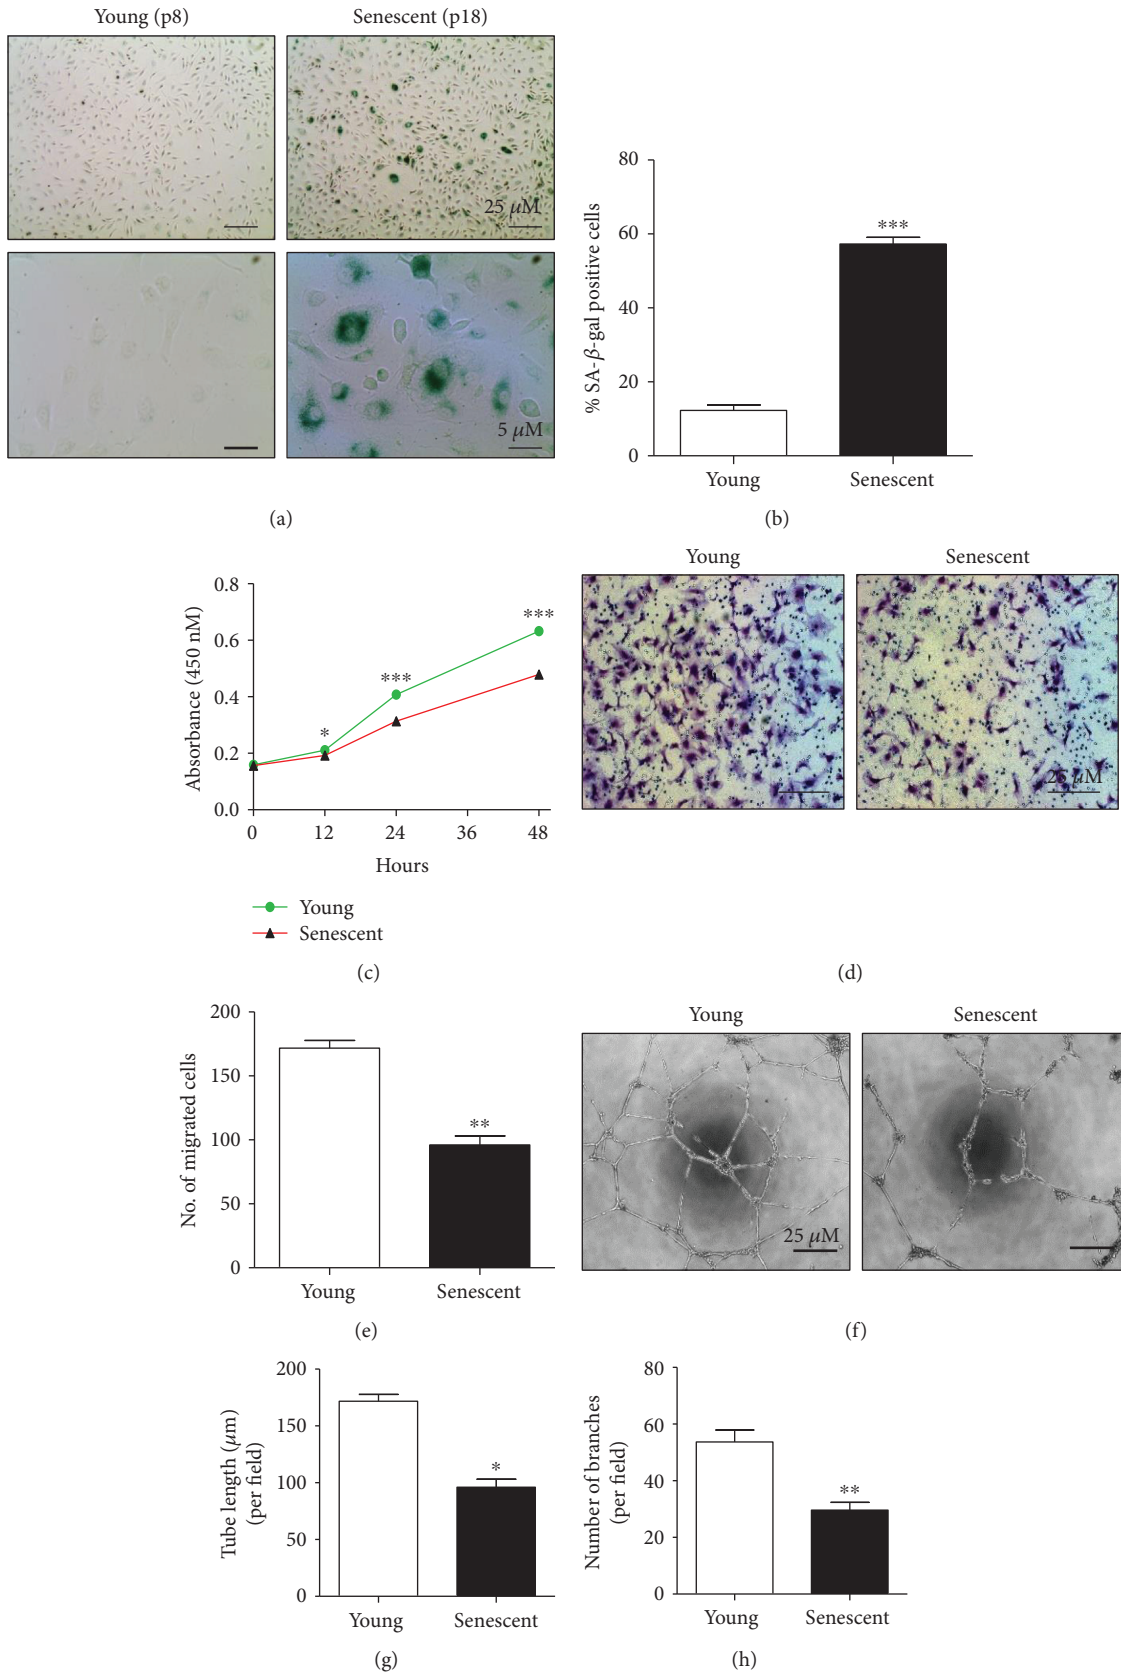 Young (p8)
Senescent (p18)
25 μM
5 μM
(a)
80
60
40
20
0
% SA-β-gal positive cells
***
Young
Senescent
(b)
0.8
0.6
0.4
0.2
0.0
Absorbance (450 nM)
*
***
***
0
12
24
36
48
Hours
Young
Senescent
(c)
Young
Senescent
25 μM
(d)
200
150
100
50
0
No. of migrated cells
**
Young
Senescent
(e)
Young
Senescent
25 μM
(f)
200
150
100
50
0
Tube length (μm)
(per field)
*
Young
Senescent
(g)
80
60
40
20
0
Number of branches
(per field)
**
Young
Senescent
(h)